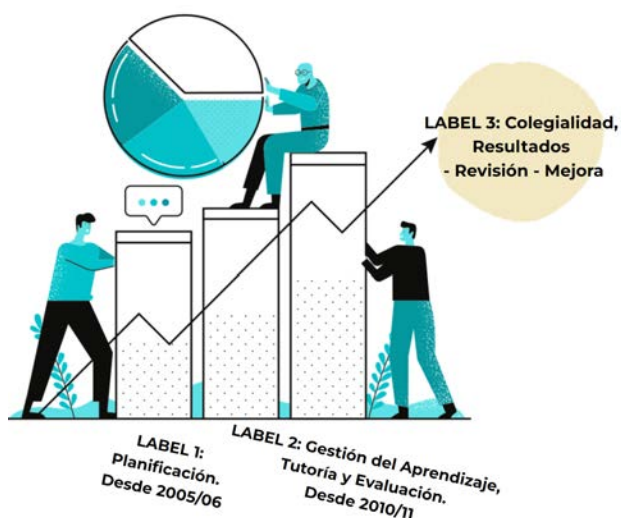 LABEL 3: Colegialidad,
Resultados
- Revisión - Mejora
LABEL 1:
Planificación.
Desde 2005/06
LABEL 2: Gestión del Aprendizaje,
Tutoría y Evaluación.
Desde 2010/11